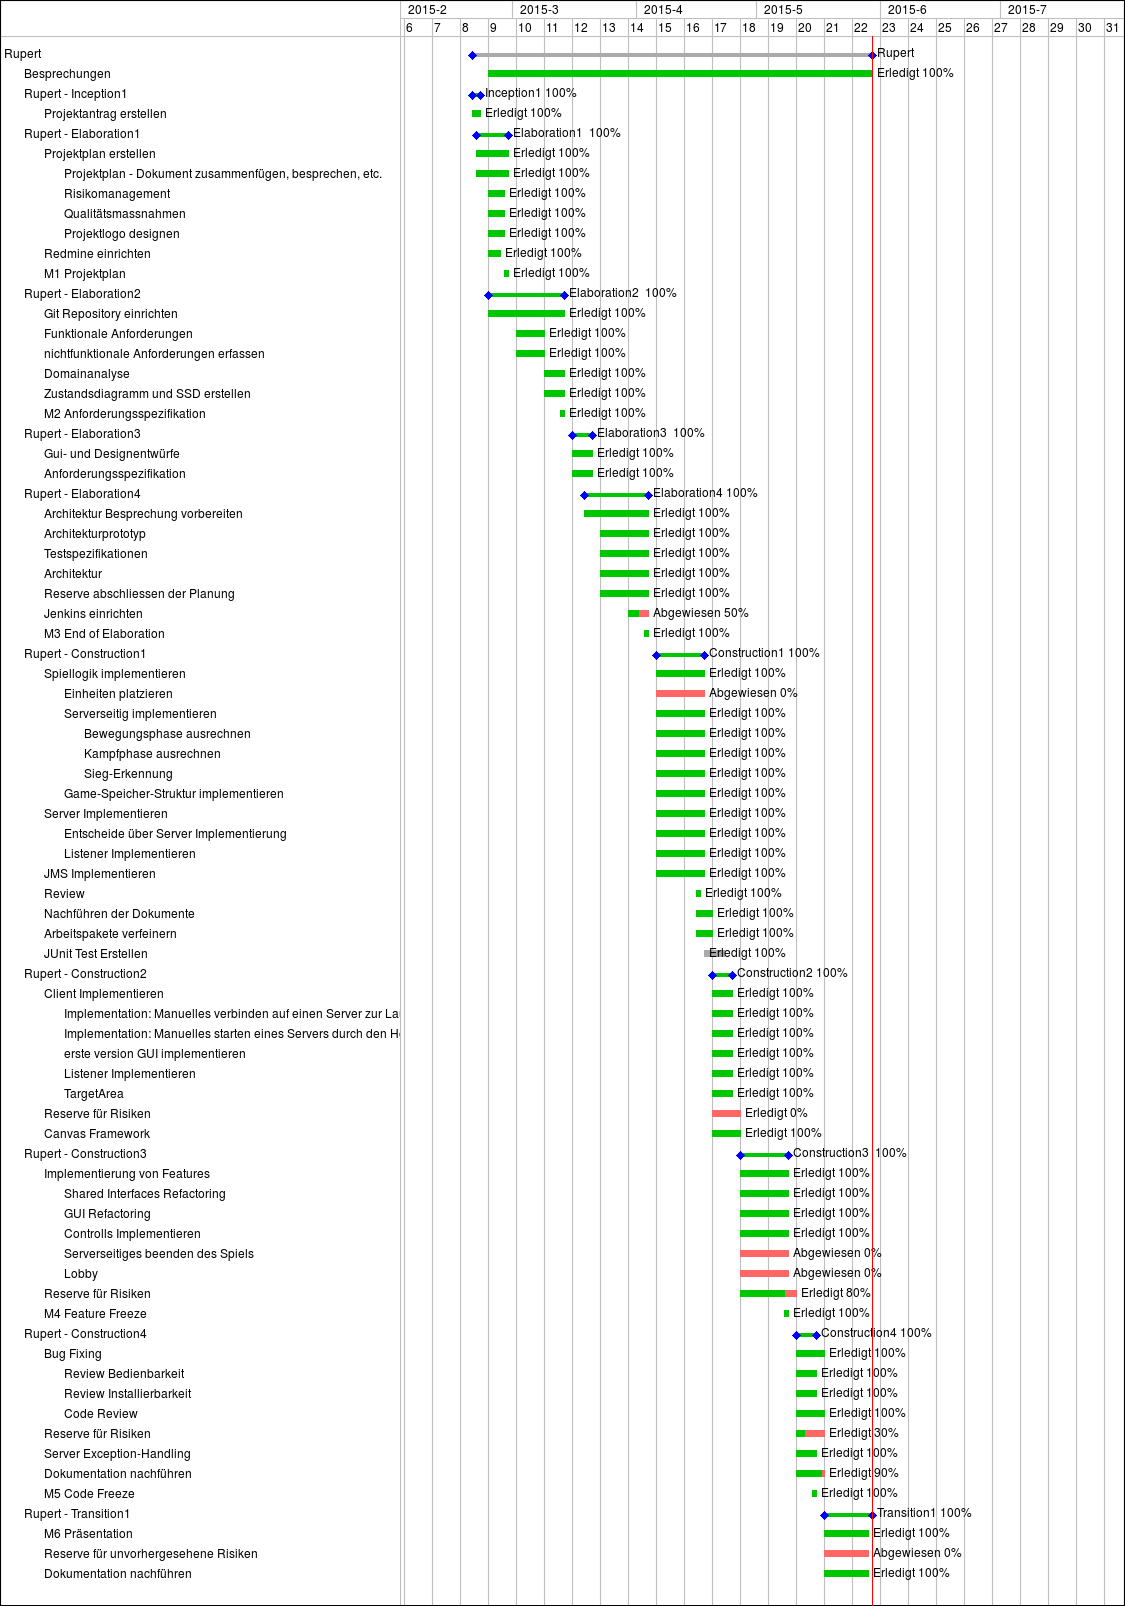 2015-2 2015-3 2015-4 2015-5 2015-6 2015-7
6 7 8 9 10 11 12 13 14 15 16 17 18 19 20 21 22 23 24 25 26 27 28 29 30 31
Rupert Rupert
Besprechungen Erledigt 100%
Rupert - Inception1 Inception1 100%
Projektantrag erstellen Erledigt 100%
Rupert - Elaboration1 Elaboration1 100%
Projektplan erstellen Erledigt 100%
Projektplan - Dokument zusammenfügen, besprechen, etc. Erledigt 100%
Risikomanagement Erledigt 100%
Qualitätsmassnahmen Erledigt 100%
Projektlogo designen Erledigt 100%
Redmine einrichten Erledigt 100%
M1 Projektplan Erledigt 100%
Rupert - Elaboration2 Elaboration2 100%
Git Repository einrichten Erledigt 100%
Funktionale Anforderungen Erledigt 100%
nichtfunktionale Anforderungen erfassen Erledigt 100%
Domainanalyse Erledigt 100%
Zustandsdiagramm und SSD erstellen Erledigt 100%
M2 Anforderungsspezifikation Erledigt 100%
Rupert - Elaboration3 Elaboration3 100%
Gui- und Designentwürfe Erledigt 100%
Anforderungsspezifikation Erledigt 100%
Rupert - Elaboration4 Elaboration4 100%
Architektur Besprechung vorbereiten Erledigt 100%
Architekturprototyp Erledigt 100%
Testspezifikationen Erledigt 100%
Architektur Erledigt 100%
Reserve abschliessen der Planung Erledigt 100%
Jenkins einrichten Abgewiesen 50%
M3 End of Elaboration Erledigt 100%
Rupert - Construction1 Construction1 100%
Spiellogik implementieren Erledigt 100%
Einheiten platzieren Abgewiesen 0%
Serverseitig implementieren Erledigt 100%
Bewegungsphase ausrechnen Erledigt 100%
Kampfphase ausrechnen Erledigt 100%
Sieg-Erkennung Erledigt 100%
Game-Speicher-Struktur implementieren Erledigt 100%
Server Implementieren Erledigt 100%
Entscheide über Server Implementierung Erledigt 100%
Listener Implementieren Erledigt 100%
JMS Implementieren Erledigt 100%
Review Erledigt 100%
Nachführen der Dokumente Erledigt 100%
Arbeitspakete verfeinern Erledigt 100%
JUnit Test Erstellen Erledigt 100%
Rupert - Construction2 Construction2 100%
Client Implementieren Erledigt 100%
Implementation: Manuelles verbinden auf einen Server zur La Erledigt 100%
Implementation: Manuelles starten eines Servers durch den H Erledigt 100%
erste version GUI implementieren Erledigt 100%
Listener Implementieren Erledigt 100%
TargetArea Erledigt 100%
Reserve für Risiken Erledigt 0%
Canvas Framework Erledigt 100%
Rupert - Construction3 Construction3 100%
Implementierung von Features Erledigt 100%
Shared Interfaces Refactoring Erledigt 100%
GUI Refactoring Erledigt 100%
Controlls Implementieren Erledigt 100%
Serverseitiges beenden des Spiels Abgewiesen 0%
Lobby Abgewiesen 0%
Reserve für Risiken Erledigt 80%
M4 Feature Freeze Erledigt 100%
Rupert - Construction4 Construction4 100%
Bug Fixing Erledigt 100%
Review Bedienbarkeit Erledigt 100%
Review Installierbarkeit Erledigt 100%
Code Review Erledigt 100%
Reserve für Risiken Erledigt 30%
Server Exception-Handling Erledigt 100%
Dokumentation nachführen Erledigt 90%
M5 Code Freeze Erledigt 100%
Rupert - Transition1 Transition1 100%
M6 Präsentation Erledigt 100%
Reserve für unvorhergesehene Risiken Abgewiesen 0%
Dokumentation nachführen Erledigt 100%